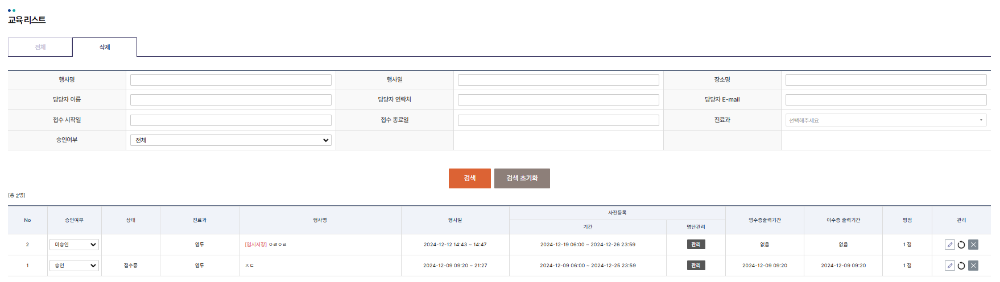 교육 리스트
전체 삭제
행사명 행사일 장소명
담당자 이름 담당자 연락처 담당자 E-mail
접수 시작일 접수 종료일 진료과 선택해주세요
승인여부 전체
검색 검색 초기화
[총 2명]
No 승인여부 상태 진료과 행사명 행사일 사전등록 영수증출력기간 이수증 출력기간 평점 관리
기간 명단관리
2 미승인 엠투 [임시저장] 2024-12-12 14:43 ~ 14:47 2024-12-19 06:00 ~ 2024-12-26 23:59 관리 없음 없음 1 점
1 승인 접수중 엠투 ㅈㄷ 2024-12-09 09:20 ~ 21:27 2024-12-09 06:00 ~ 2024-12-25 23:59 관리 2024-12-09 09:20 2024-12-09 09:20 1 점